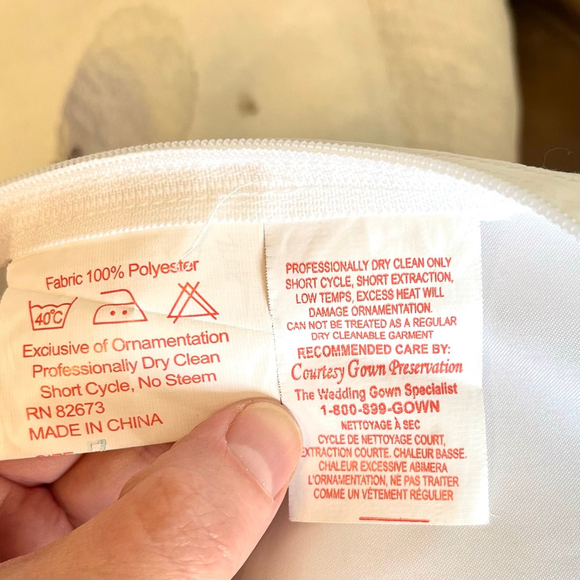 Fabric 100% Polyester
40°C
Exciusive of Ornamentation
Professionally Dry Clean
Short Cycle, No Steem
RN 82673
MADE IN CHINA
PROFESSIONALLY DRY CLEAN ONLY
SHORT CYCLE, SHORT EXTRACTION,
LOW TEMPS, EXCESS HEAT WILL
DAMAGE ORNAMENTATION.
CAN NOT BE TREATED AS A REGULAR
DRY CLEANABLE GARMENT
RECOMMENDED CARE BY:
Courtesy Gown Preservation
The Wedding Gown Specialist
1-800-899-GOWN
NETTOYAGE À SEC
CYCLE DE NETTOYAGE COURT,
EXTRACTION COURTE. CHALEUR BASSE.
CHALEUR EXCESSIVE ABIMERA
L'ORNAMENTATION, NE PAS TRAITER
COMME UN VÊTEMENT RÉGULIER